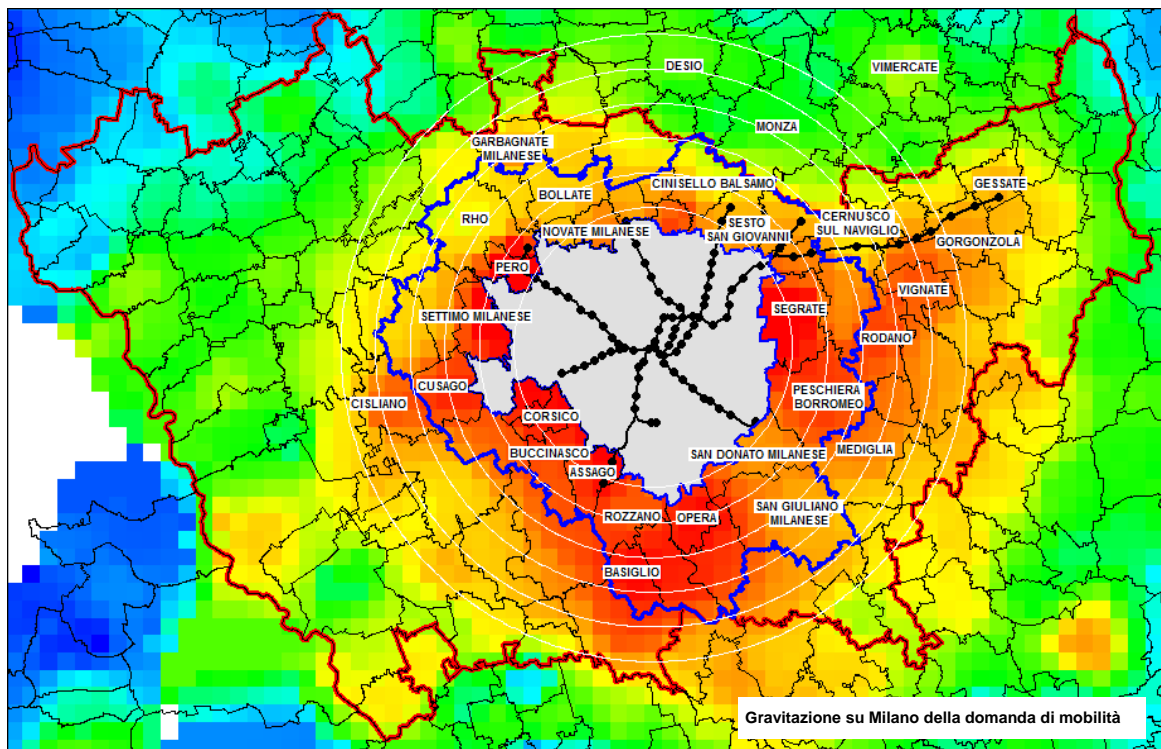 DESIO
VIMERCATE
MONZA
GARBAGNATE
MILANESE
CINISELLO BALSAMO
GESSATE
BOLLATE
RHO
CERNUSCO
SUL NAVIGLIO
SESTO
SAN GIOVANNI
NOVATE MILANESE
GORGONZOLA
PERO
VIGNATE
SEGRATE
SETTIMO MILANESE
RODANO
CUSAGO
PESCHIERA
BORROMEO
CISLIANO
CORSICO
MEDIGLIA
BUCCINASCO
SAN DONATO MILANESE
ASSAGO
SAN GIULIANO
MILANESE
ROZZANO
OPERA
BASIGLIO
Gravitazione su Milano della domanda di mobilità